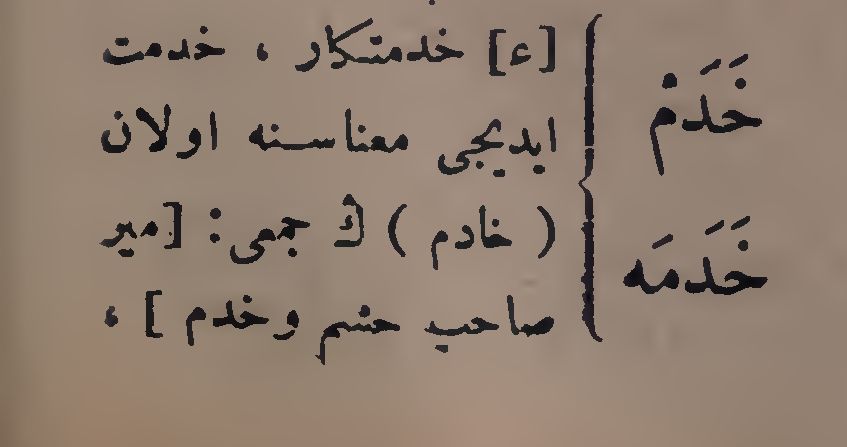 خَدَمْ
خَدَمَه
[ء] خدمتكار ، خدمت
ايديجى معناسنه اولان
( خادم ) ڭ جمعى : [ مير
صاحب حشم وخدم ] ،